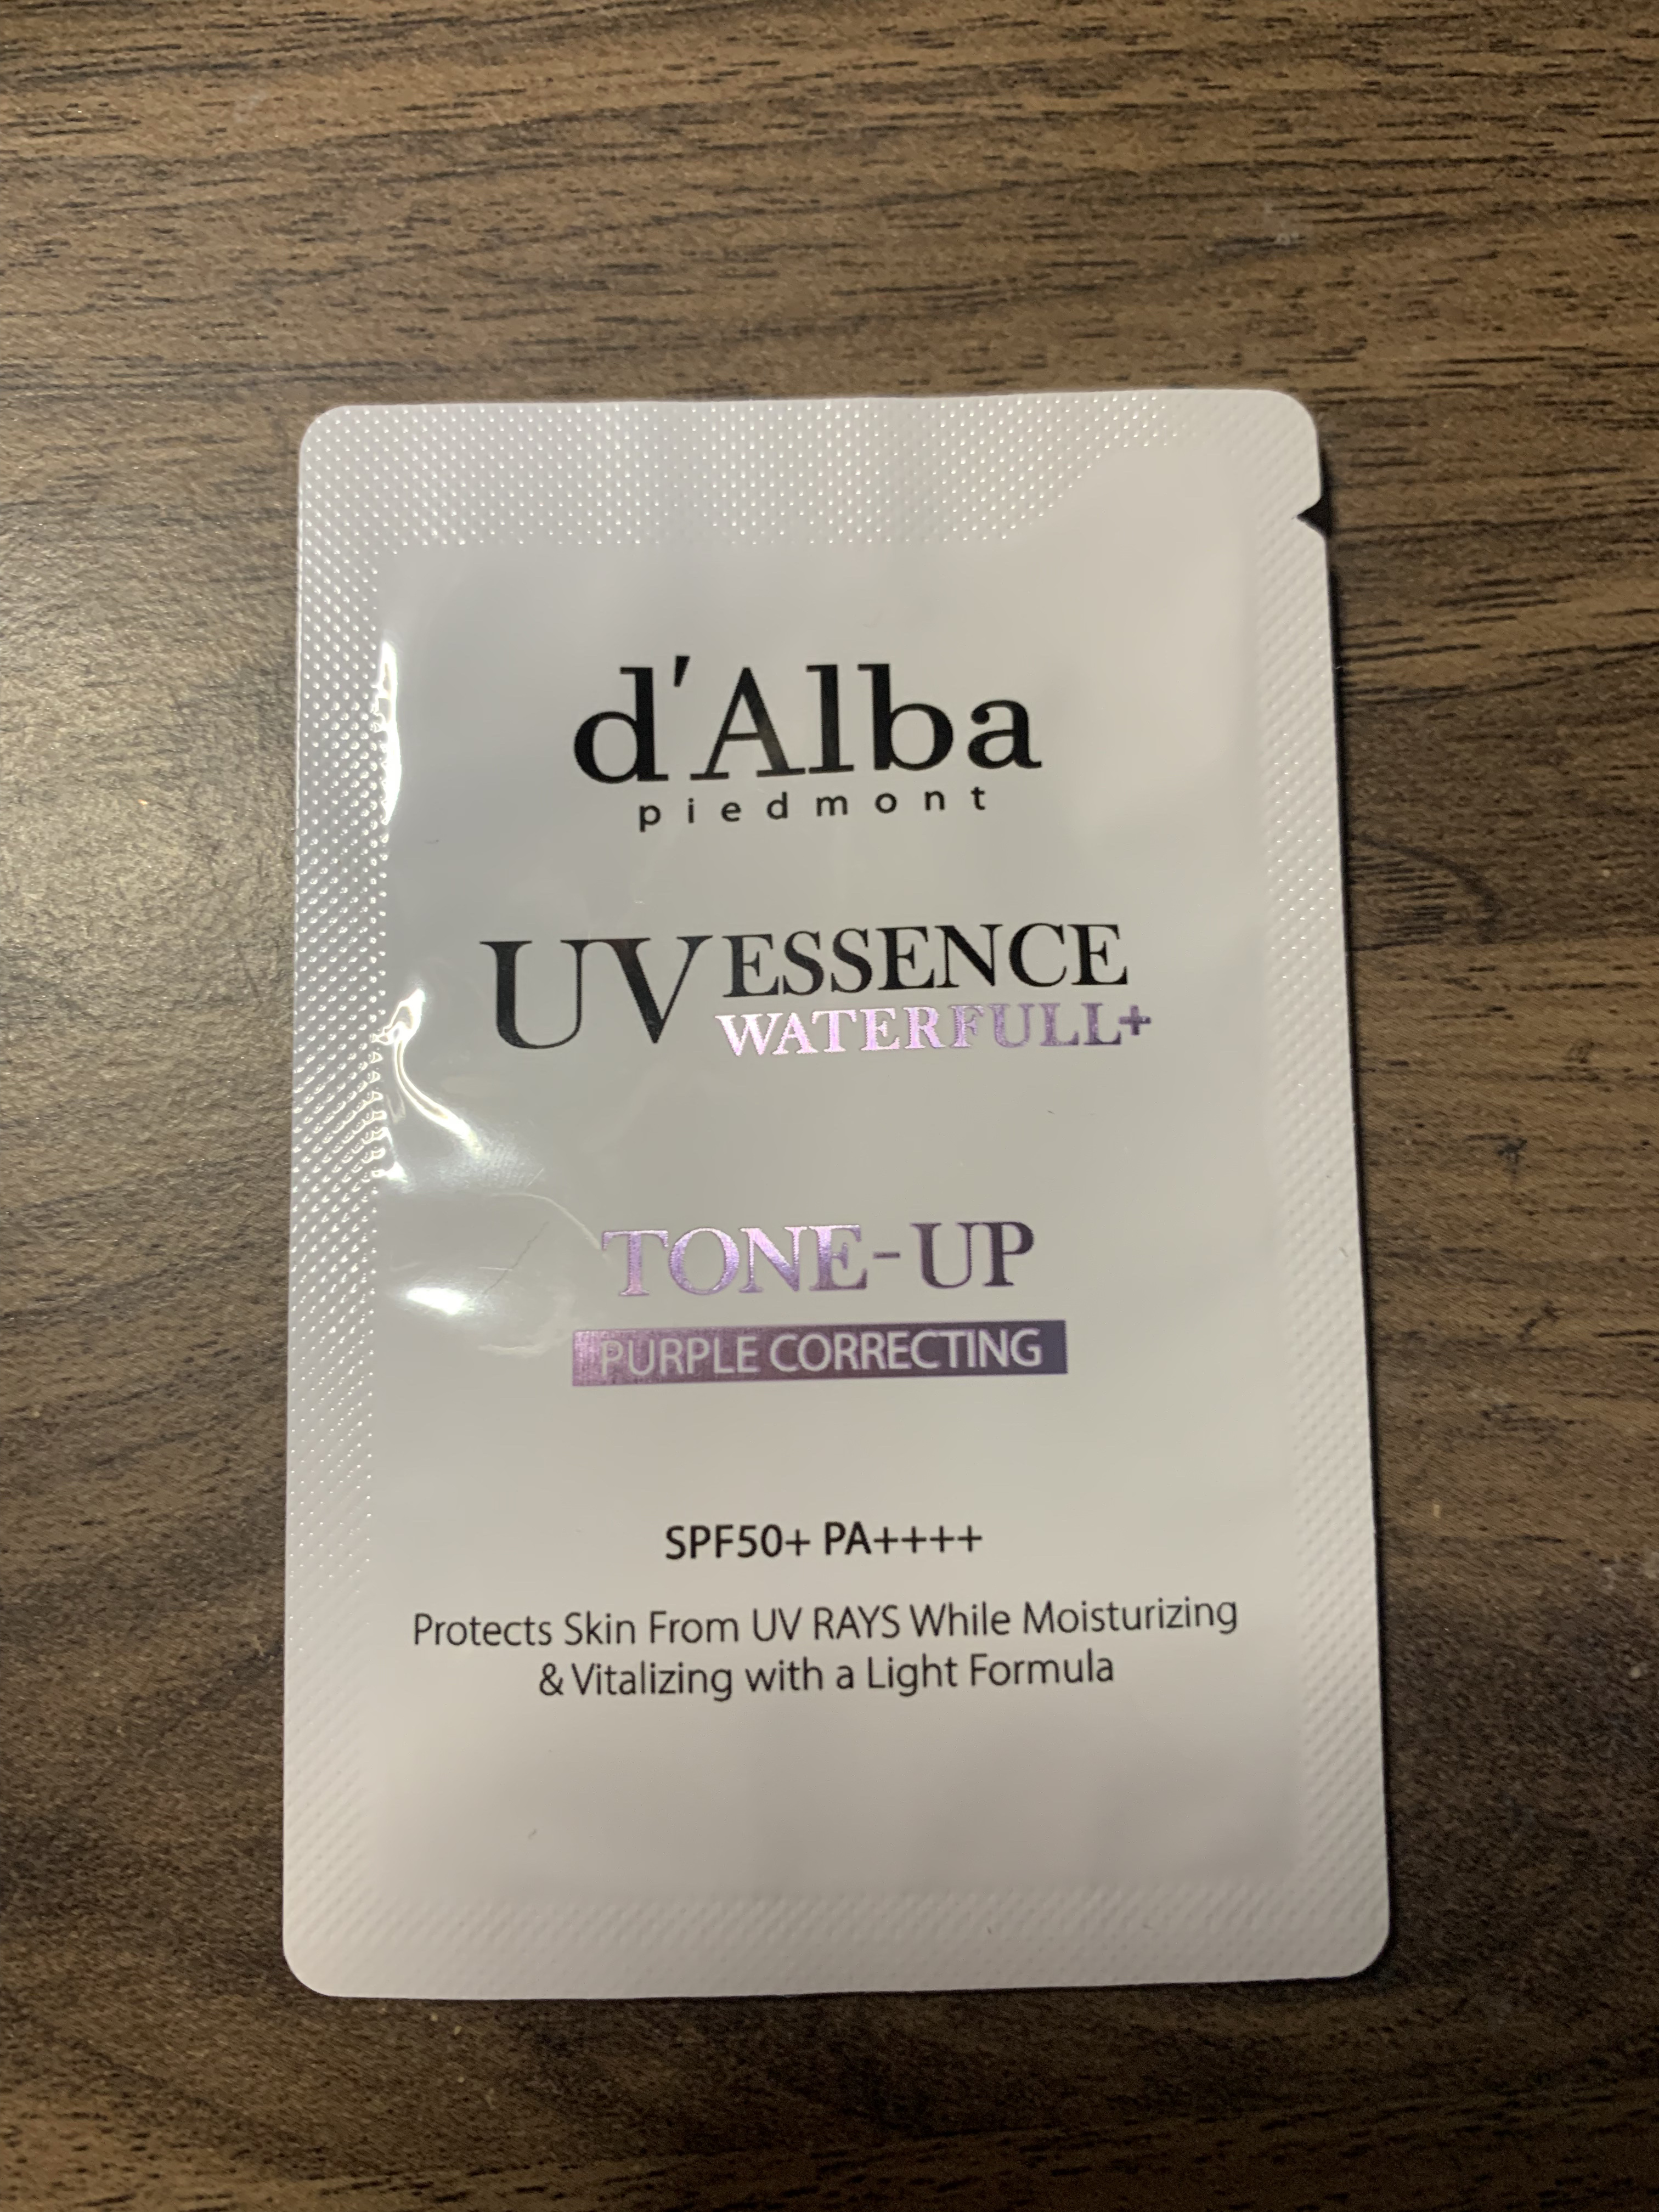 d'Alba
piedmont
UV ESSENCE
WATERFULL+
TONE-UP
PURPLE CORRECTING
SPF50+ PA++++
Protects Skin From UV RAYS While Moisturizing
& Vitalizing with a Light Formula